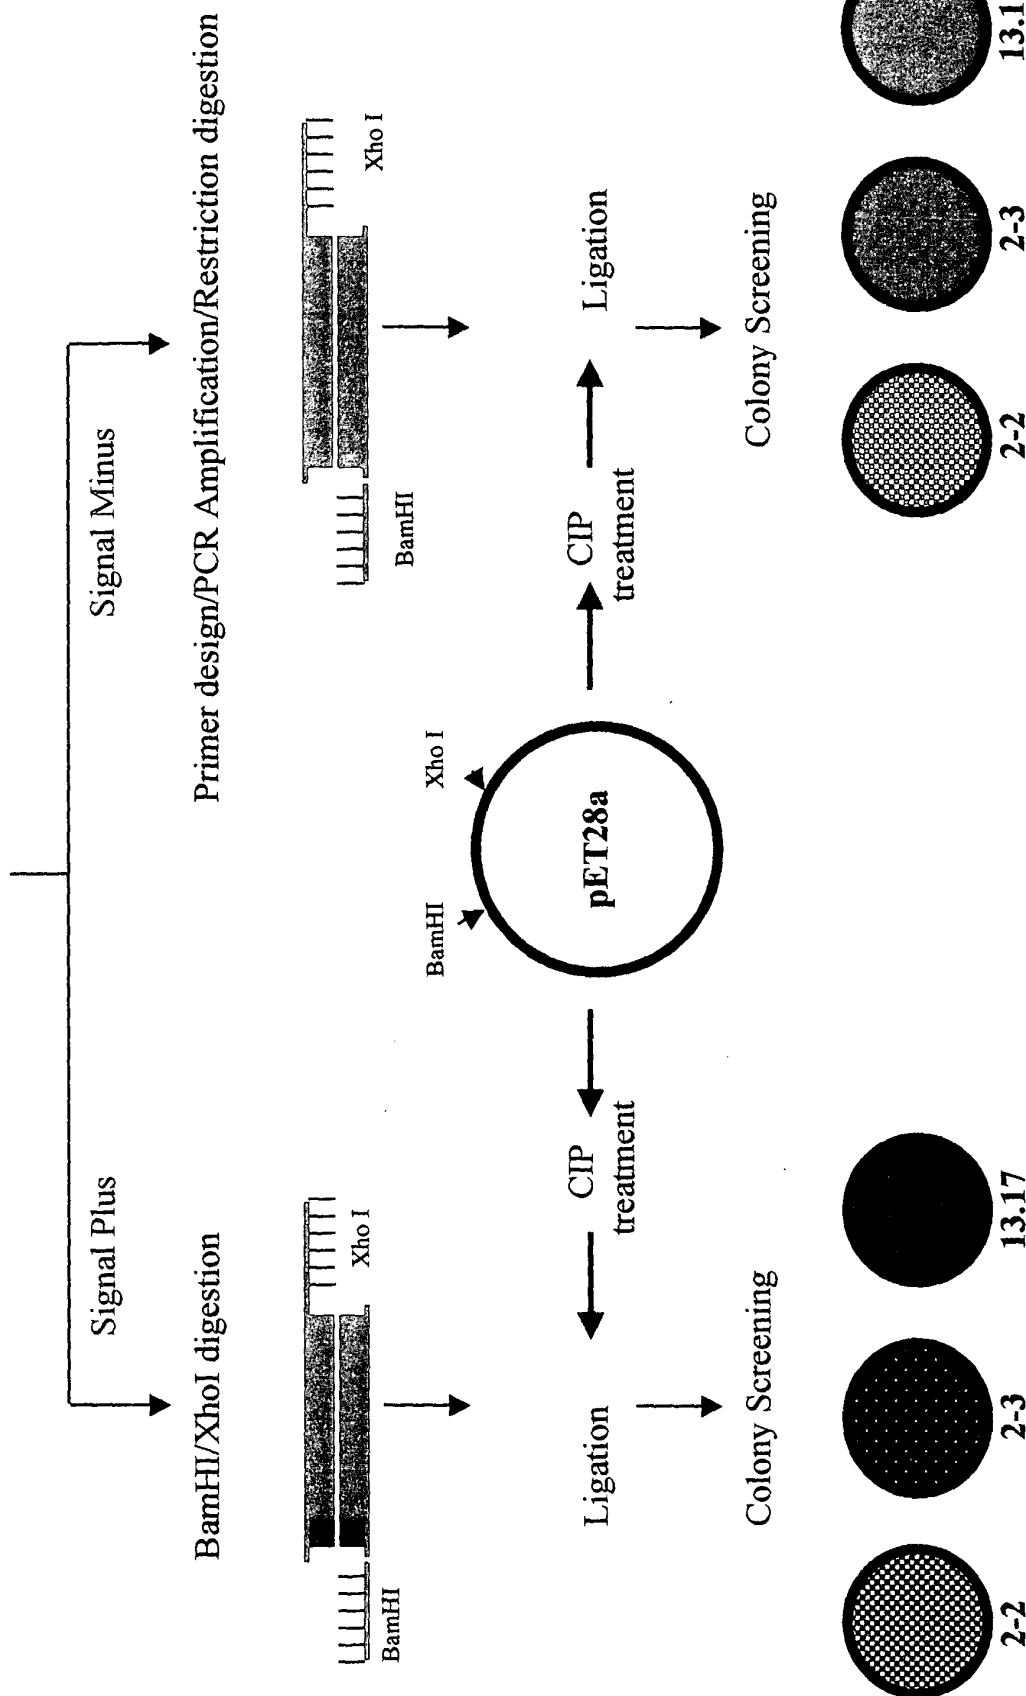 Signal Plus
Signal Minus
BamHI/XhoI digestion
Primer design/PCR Amplification/Restriction digestion
BamHI
Xho I
BamHI
Xho I
BamHI
Xho I
pET28a
Ligation
CIP
treatment
CIP
treatment
Ligation
Colony Screening
Colony Screening
2-2
2-3
13.17
2-2
2-3
13.1